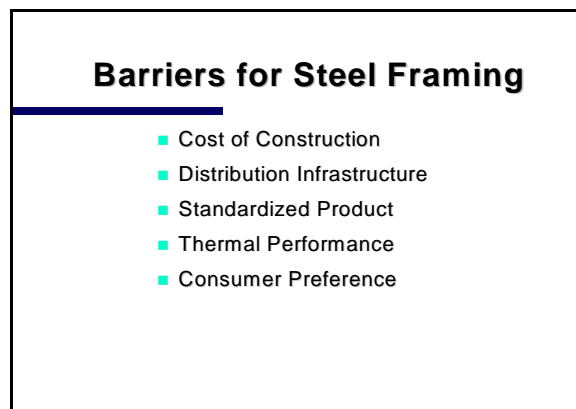 Barriers for Steel Framing
Cost of Construction
Distribution Infrastructure
Standardized Product
Thermal Performance
Consumer Preference